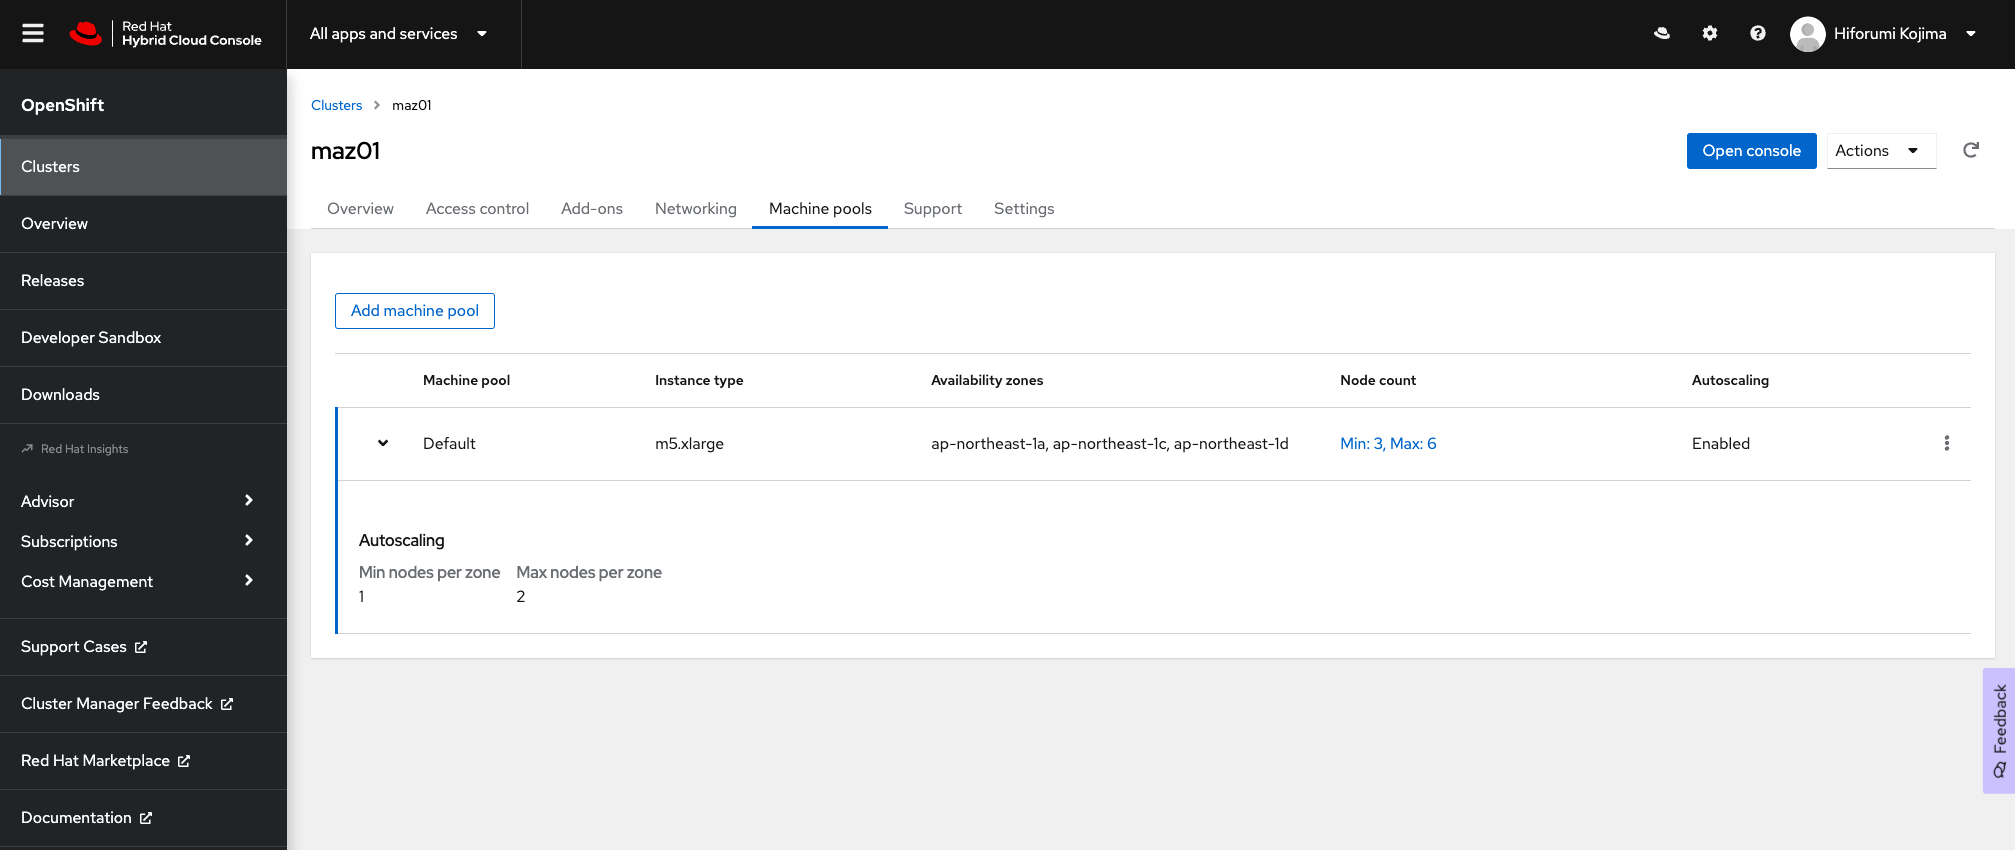 Red Hat
Hybrid Cloud Console
All apps and services
Hiforumi Kojima
OpenShift
Clusters
Overview
Releases
Developer Sandbox
Downloads
Red Hat Insights
Advisor
Subscriptions
Cost Management
Support Cases
Cluster Manager Feedback
Red Hat Marketplace
Documentation
Clusters > maz01
maz01
Open console
Actions
Overview Access control Add-ons Networking Machine pools Support Settings
Add machine pool
Machine pool Instance type Availability zones Node count Autoscaling
Default m5.xlarge ap-northeast-1a, ap-northeast-1c, ap-northeast-1d Min: 3, Max: 6 Enabled
Autoscaling
Min nodes per zone Max nodes per zone
1 2
Feedback